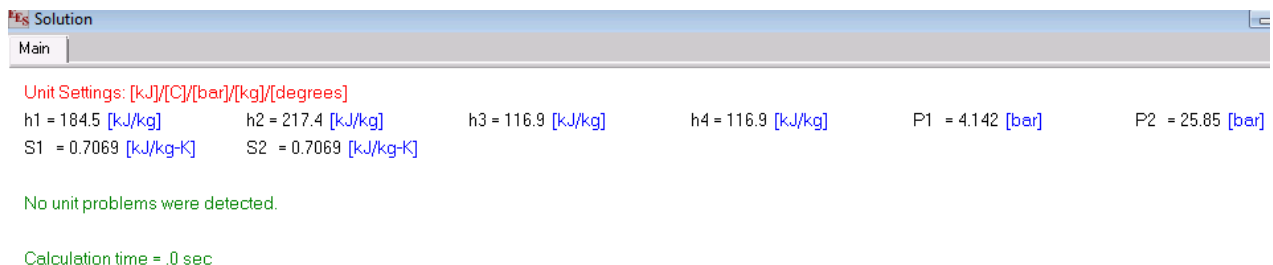 EES Solution
Main
Unit Settings: [kJ]/[C]/[bar]/[kg]/[degrees]
h1 = 184.5 [kJ/kg] h2 = 217.4 [kJ/kg] h3 = 116.9 [kJ/kg] h4 = 116.9 [kJ/kg] P1 = 4.142 [bar] P2 = 25.85 [bar]
S1 = 0.7069 [kJ/kg-K] S2 = 0.7069 [kJ/kg-K]
No unit problems were detected.
Calculation time = .0 sec